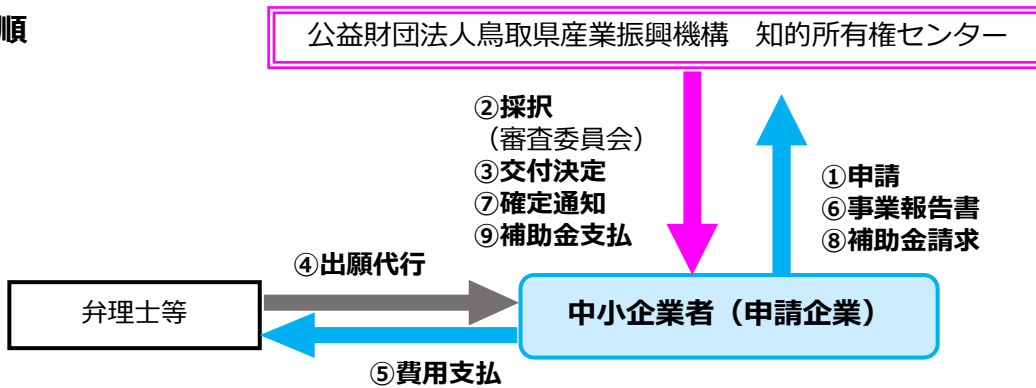 順
公益財団法人鳥取県産業振興機構　知的所有権センター
②採択
（審査委員会）
③交付決定
⑦確定通知
⑨補助金支払
①申請
⑥事業報告書
⑧補助金請求
④出願代行
弁理士等
中小企業者（申請企業）
⑤費用支払